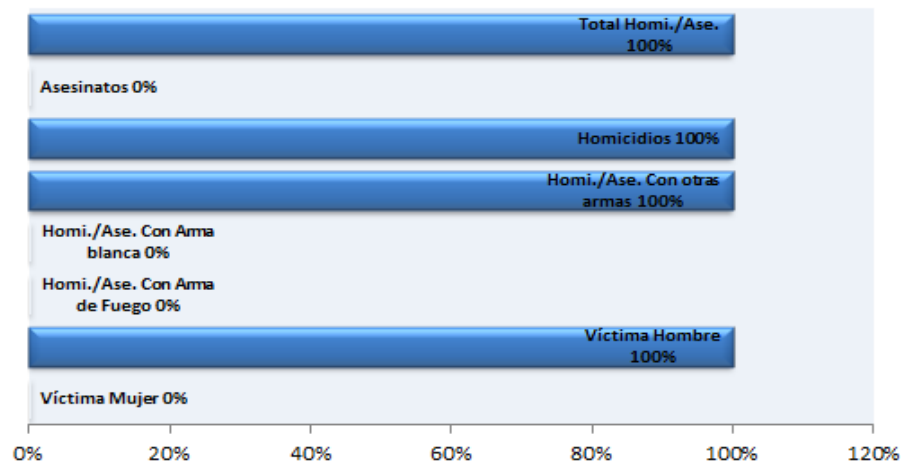 Total Homi./Ase.
100%
Asesinatos 0%
Homicidios 100%
Homi./Ase. Con otras
armas 100%
Homi./Ase. Con Arma
blanca 0%
Homi./Ase. Con Arma
de Fuego 0%
Víctima Hombre
100%
Víctima Mujer 0%
0% 20% 40% 60% 80% 100% 120%